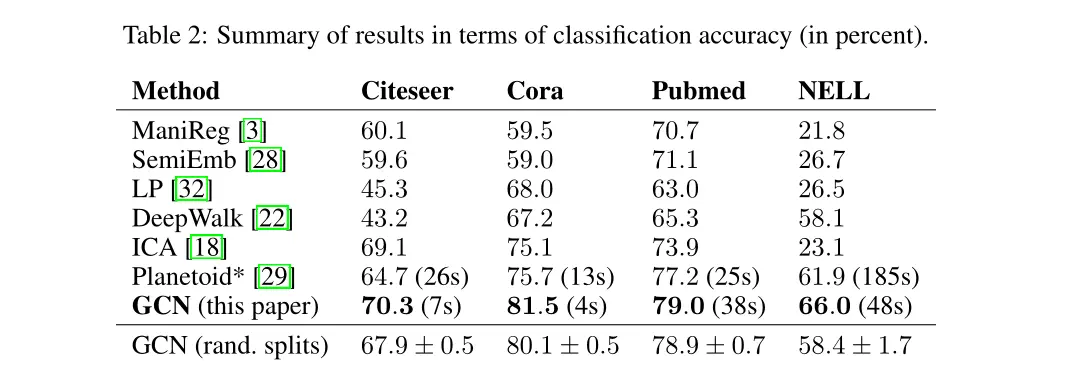 Table 2: Summary of results in terms of classification accuracy (in percent).
Method Citeseer Cora Pubmed NELL
ManiReg [3] 60.1 59.5 70.7 21.8
SemiEmb [28] 59.6 59.0 71.1 26.7
LP [32] 45.3 68.0 63.0 26.5
DeepWalk [22] 43.2 67.2 65.3 58.1
ICA [18] 69.1 75.1 73.9 23.1
Planetoid* [29] 64.7 (26s) 75.7 (13s) 77.2 (25s) 61.9 (185s)
GCN (this paper) 70.3 (7s) 81.5 (4s) 79.0 (38s) 66.0 (48s)
GCN (rand. splits) 67.9 ± 0.5 80.1 ± 0.5 78.9 ± 0.7 58.4 ± 1.7